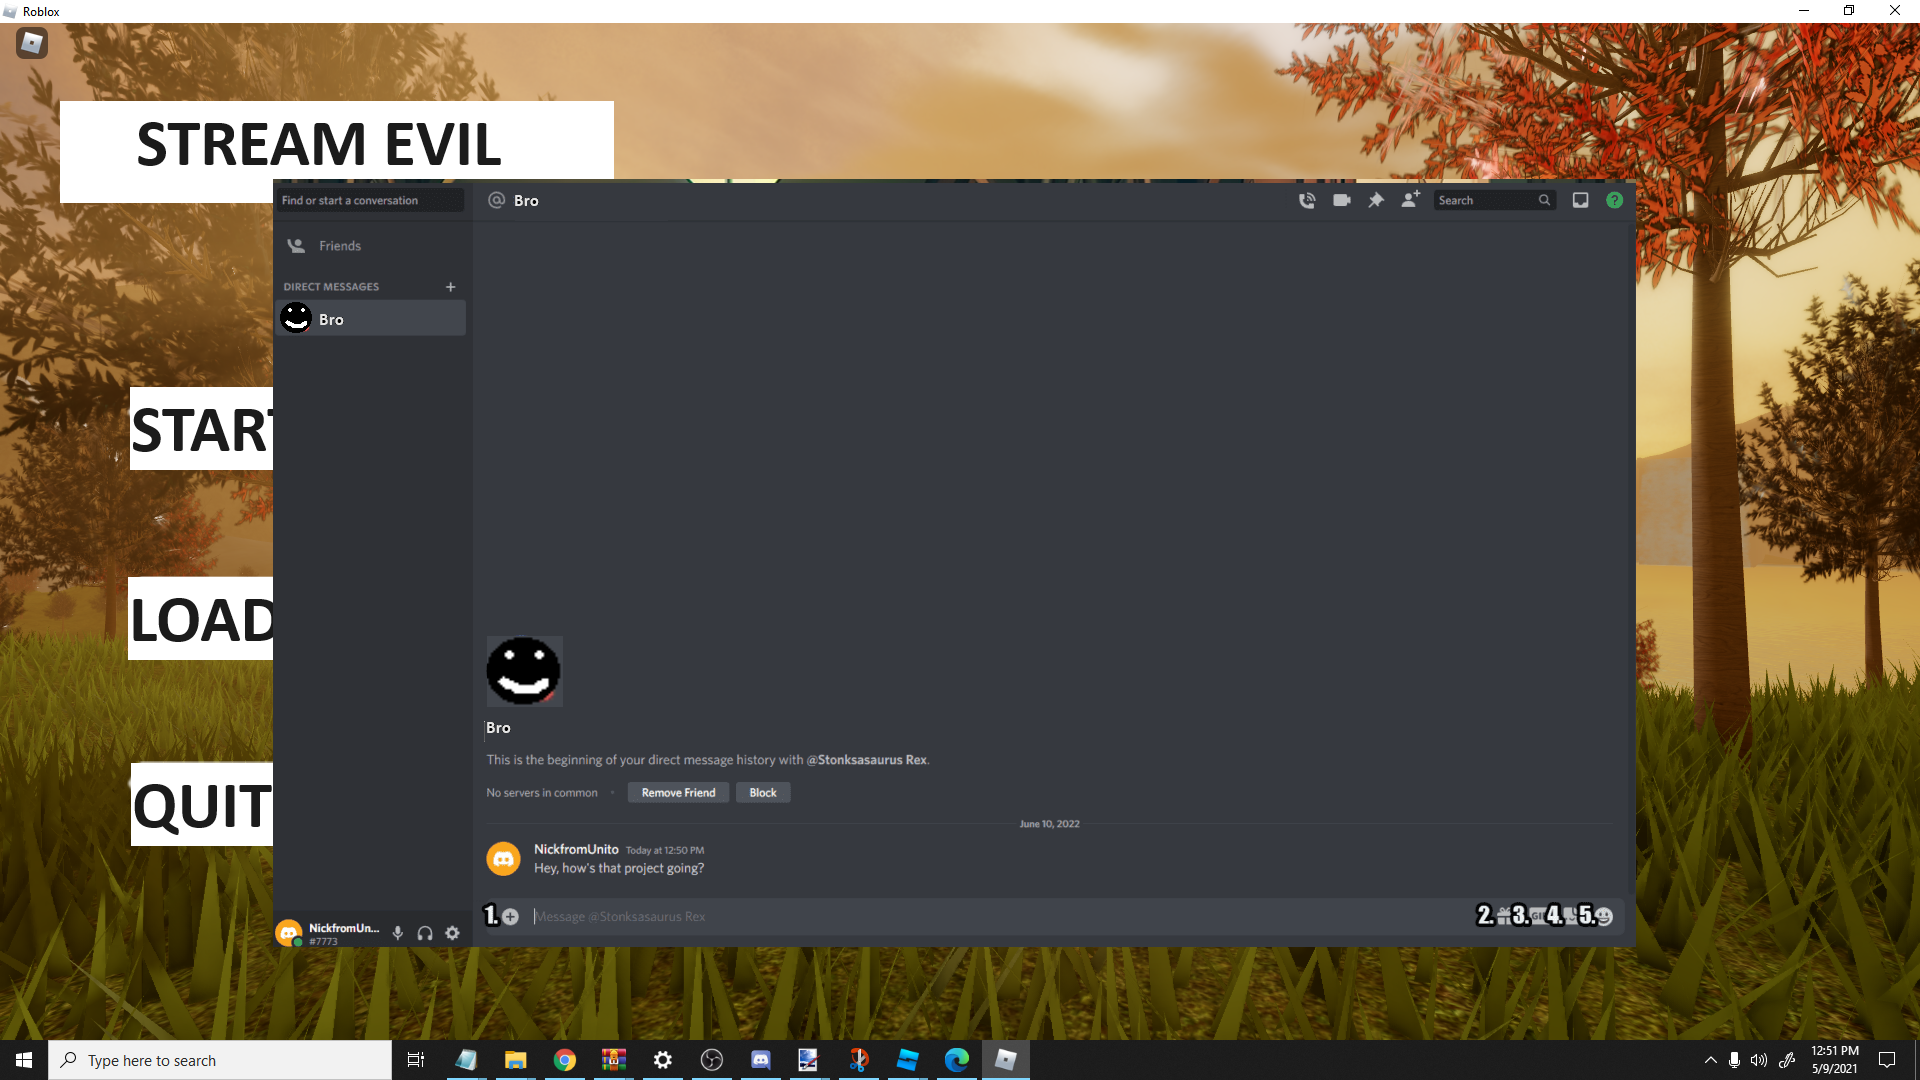 Roblox
STREAM EVIL
Find or start a conversation
Bro
Search
?
Friends
DIRECT MESSAGES
Bro
START
LOAD
QUIT
Bro
This is the beginning of your direct message history with @Stonksasaurus Rex.
No servers in common
Remove Friend
Block
June 10, 2022
NickfromUnito Today at 12:50 PM
Hey, how's that project going?
1.
Message @Stonksasaurus Rex
2. 3. GI 4. 5.
NickfromUn...
#7773
Type here to search
12:51 PM
5/9/2021